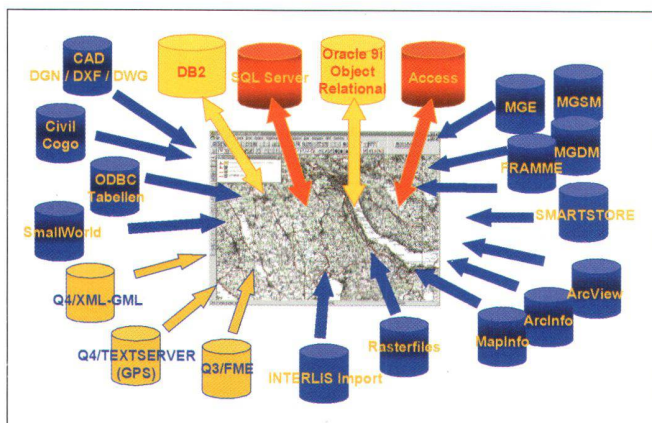 CAD
DGN / DXF / DWG
DB2
SQL Server
Oracle 9i
Object
Relational
Access
MGE
MGSM
Civil
Cogo
MGDM
FRAMME
ODBC
Tabellen
SMARTSTORE
SmallWorld
Q4/XML-GML
ArcView
ArcInfo
MapInfo
Q4/TEXTSERVER
(GPS)
Q3/FME
Rasterfiles
INTERLIS Import